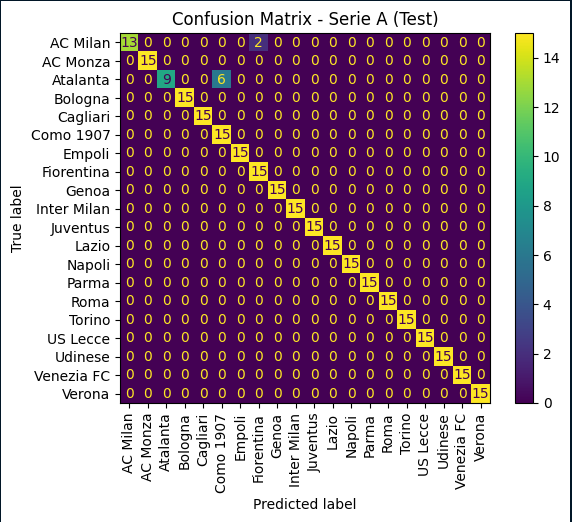 Confusion Matrix - Serie A (Test)
AC Milan 13 0 0 0 0 0 0 2 0 0 0 0 0 0 0 0 0 0 0 0
AC Monza 0 15 0 0 0 0 0 0 0 0 0 0 0 0 0 0 0 0 0 0
Atalanta 0 0 9 0 0 6 0 0 0 0 0 0 0 0 0 0 0 0 0 0
Bologna 0 0 0 15 0 0 0 0 0 0 0 0 0 0 0 0 0 0 0 0
Cagliari 0 0 0 0 15 0 0 0 0 0 0 0 0 0 0 0 0 0 0 0
Como 1907 0 0 0 0 0 15 0 0 0 0 0 0 0 0 0 0 0 0 0 0
Empoli 0 0 0 0 0 0 15 0 0 0 0 0 0 0 0 0 0 0 0 0
Fiorentina 0 0 0 0 0 0 0 15 0 0 0 0 0 0 0 0 0 0 0 0
Genoa 0 0 0 0 0 0 0 0 15 0 0 0 0 0 0 0 0 0 0 0
Inter Milan 0 0 0 0 0 0 0 0 0 15 0 0 0 0 0 0 0 0 0 0
Juventus 0 0 0 0 0 0 0 0 0 0 15 0 0 0 0 0 0 0 0 0
Lazio 0 0 0 0 0 0 0 0 0 0 0 15 0 0 0 0 0 0 0 0
Napoli 0 0 0 0 0 0 0 0 0 0 0 0 15 0 0 0 0 0 0 0
Parma 0 0 0 0 0 0 0 0 0 0 0 0 0 15 0 0 0 0 0 0
Roma 0 0 0 0 0 0 0 0 0 0 0 0 0 0 15 0 0 0 0 0
Torino 0 0 0 0 0 0 0 0 0 0 0 0 0 0 0 15 0 0 0 0
US Lecce 0 0 0 0 0 0 0 0 0 0 0 0 0 0 0 0 15 0 0 0
Udinese 0 0 0 0 0 0 0 0 0 0 0 0 0 0 0 0 0 15 0 0
Venezia FC 0 0 0 0 0 0 0 0 0 0 0 0 0 0 0 0 0 0 15 0
Verona 0 0 0 0 0 0 0 0 0 0 0 0 0 0 0 0 0 0 0 15
True label
AC Milan
AC Monza
Atalanta
Bologna
Cagliari
Como 1907
Empoli
Fiorentina
Genoa
Inter Milan
Juventus
Lazio
Napoli
Parma
Roma
Torino
US Lecce
Udinese
Venezia FC
Verona
Predicted label
14
12
10
8
6
4
2
0